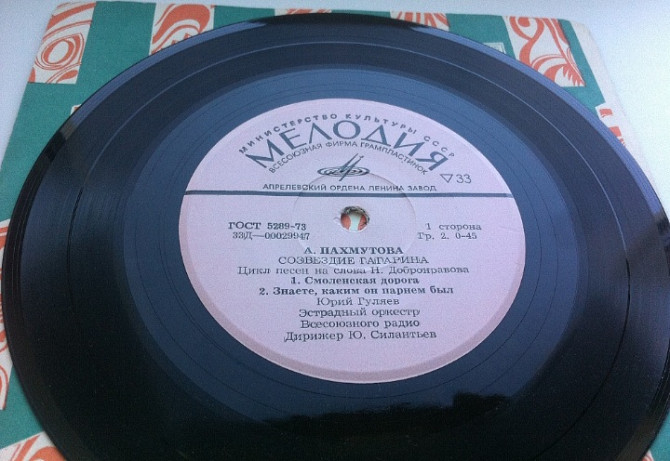 МИНИСТЕРСТВО КУЛЬТУРЫ СССР
МЕЛОДИЯ
ВСЕСОЮЗНАЯ ФИРМА ГРАМПЛАСТИНОК
▽33
АПРЕЛЕВСКИЙ ОРДЕНА ЛЕНИНА ЗАВОД
ГОСТ 5289-73
33Д—00029947
1 сторона
Гр. 2, 0-45
А. ПАХМУТОВА
СОЗВЕЗДИЕ ГАГАРИНА
Цикл песен на слова Н. Добронравова
1. Смоленская дорога
2. Знаете, каким он парнем был
Юрий Гуляев
Эстрадный оркестр
Всесоюзного радио
Дирижер Ю. Силантьев